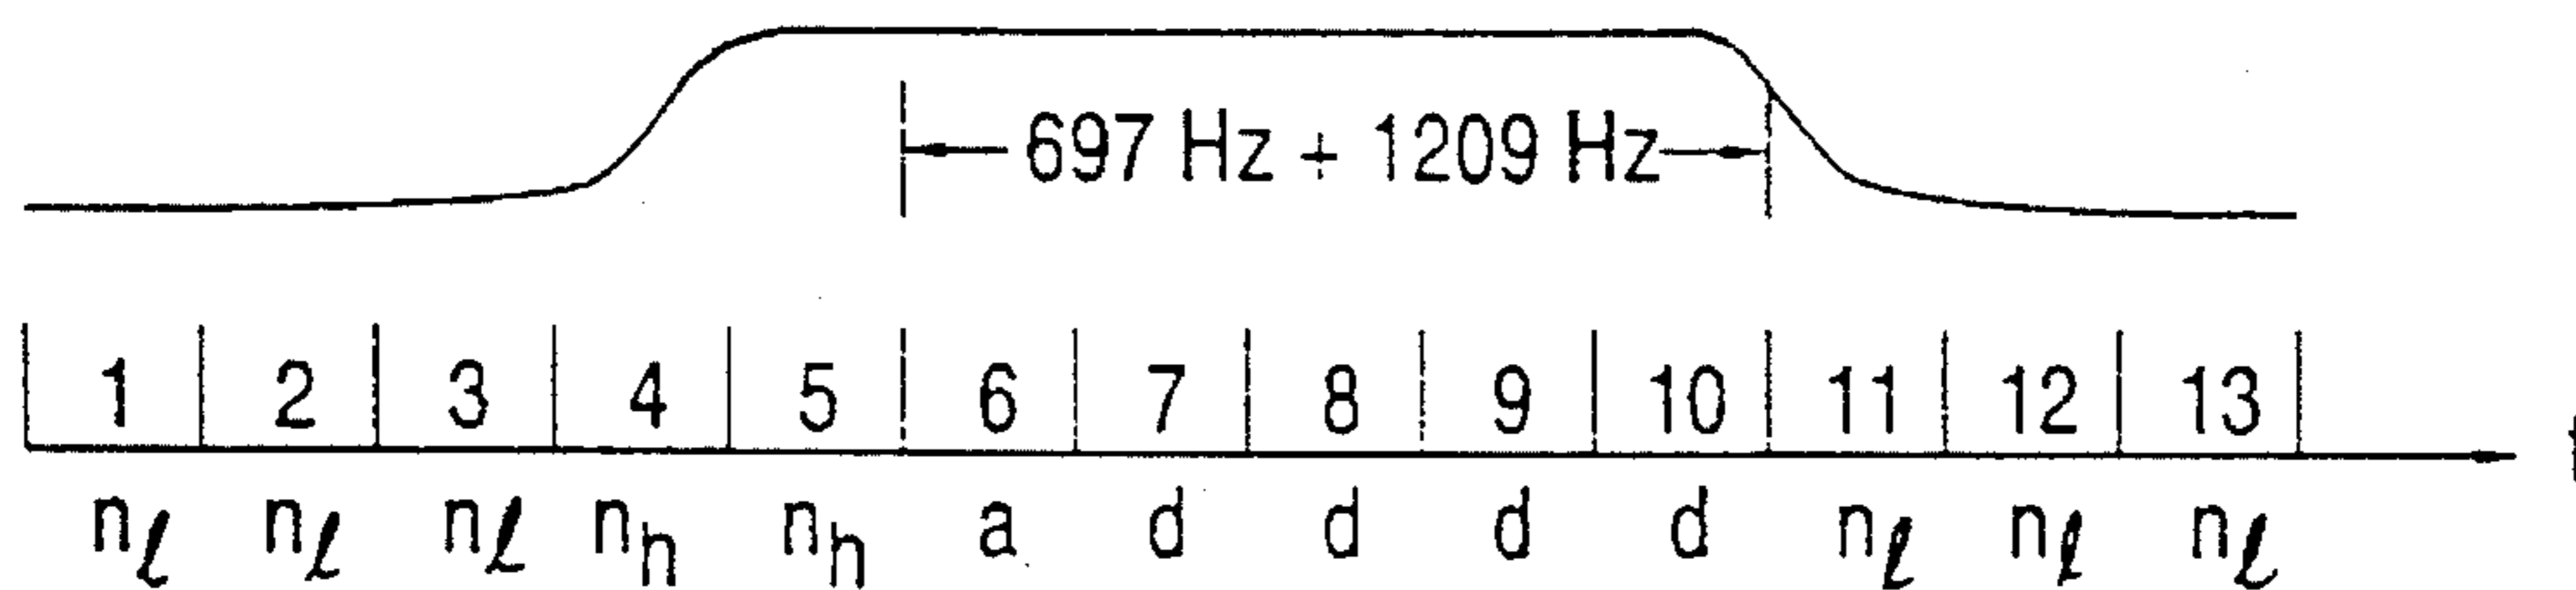 697 Hz + 1209 Hz
1 2 3 4 5 6 7 8 9 10 11 12 13
t
nℓ nℓ nℓ nh nh a d d d d nℓ nℓ nℓ